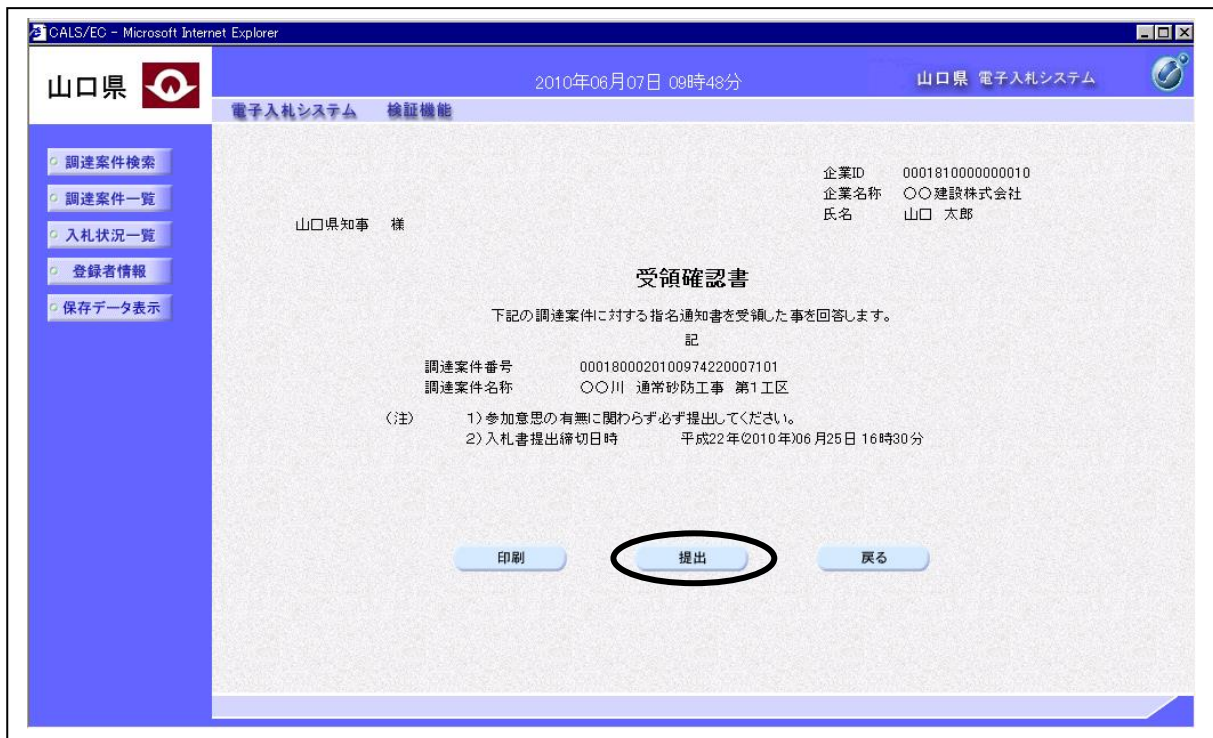 CALS/EC - Microsoft Internet Explorer
山口県
2010年06月07日 09時48分
山口県 電子入札システム
電子入札システム 検証機能
調達案件検索
調達案件一覧
入札状況一覧
登録者情報
保存データ表示
企業ID 0001810000000010
企業名称 〇〇建設株式会社
氏名 山口 太郎
山口県知事 様
受領確認書
下記の調達案件に対する指名通知書を受領した事を回答します。
記
調達案件番号 0001800020100974220007101
調達案件名称 〇〇川 通常砂防工事 第1工区
(注) 1)参加意思の有無に関わらず必ず提出してください。
2)入札書提出締切日時 平成22年(2010年)06月25日 16時30分
印刷 提出 戻る